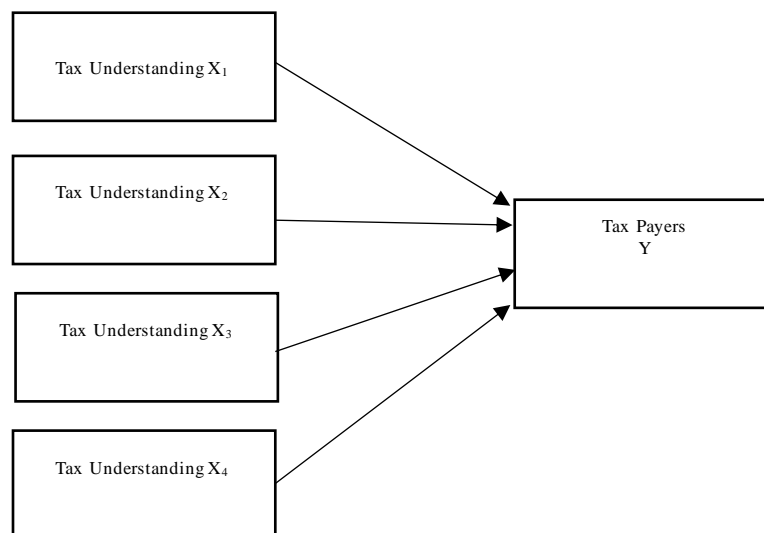 Tax Understanding X₁
Tax Understanding X₂
Tax Payers
Y
Tax Understanding X₃
Tax Understanding X₄